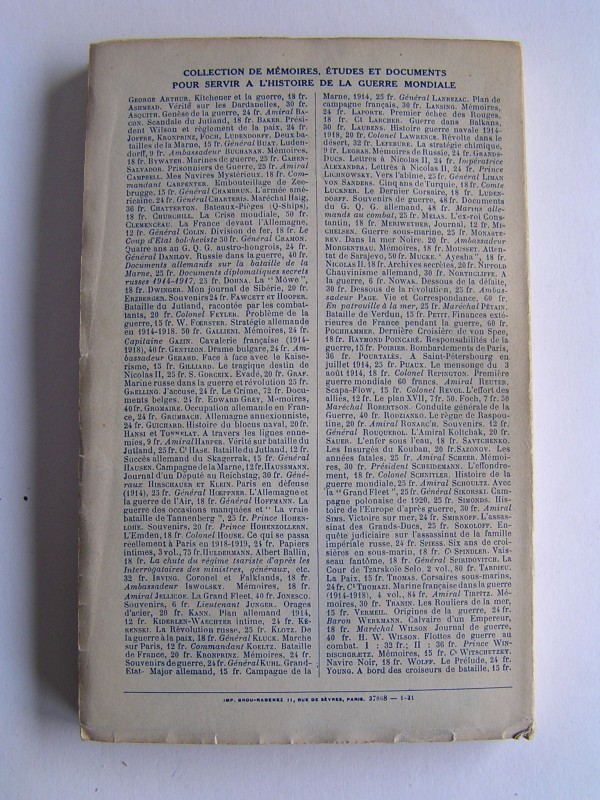 COLLECTION DE MÉMOIRES, ÉTUDES ET DOCUMENTS
POUR SERVIR A L'HISTOIRE DE LA GUERRE MONDIALE
GEORGE ARTHUR. Kitchener et la guerre, 18 fr.
ASHMEAD. Vérité sur les Dardanelles, 30 fr.
ASQUITH. Genèse de la guerre, 24 fr. Amiral BA-
CON. Scandale du Jutland, 18 fr. BAKER. Prési-
dent Wilson et règlement de la paix, 24 fr.
JOFFRE, KRONPRINZ, FOCH, LUDENDORFF. Deux ba-
tailles de la Marne, 15 fr. Général BUAT. Luden-
dorff, 9 fr. Ambassadeur BUCHANAN. Mémoires,
18 fr. BYWATER. Marines de guerre, 25 fr. CAHEN-
SALVADOR. Prisonniers de Guerre, 25 fr. Amiral
CAMPBELL. Mes Navires Mystérieux. 18 fr. Com-
mandant CARPENTER. Embouteillage de Zee-
brugge. 15 fr. Général CHAMBRUN. L'armée amé-
ricaine. 24 fr. Général CHARTERIS. Maréchal Haig,
36 fr. CHATTERTON. Bateaux-Pièges (Q-Ships),
18 fr. CHURCHILL. La Crise mondiale, 50 fr.
CLEMENCEAU. La France devant l'Allemagne,
12 fr. Général COLIN. Division de fer, 18 fr. Le
Coup d'Etat bolcheviste 50 fr. Général CRAMON.
Quatre ans au G. Q. G. austro-hongrois, 24 fr.
Général DANILOV. Russie dans la guerre, 40 fr.
Documents allemands sur la bataille de la
Marne, 25 fr. Documents diplomatiques secrets
russes 1914-1917, 20 fr. DOHNA. La "Möwe",
18 fr. DWINGER. Mon journal de Sibérie, 20 fr.
ERZBERGER. Souvenirs 24 fr. FAWCETT ET HOOPER.
Bataille du Jutland, racontée par les combat-
tants, 20 fr. Colonel FEYLER. Problème de la
guerre, 15 fr. W. FOERSTER. Stratégie allemande
en 1914-1918. 50 fr. GALLIENI. Mémoires, 24 fr.
Capitaine GAZIN. Cavalerie française (1914-
1918), 40 fr. GENTIZON. Drame bulgare, 24 fr. Am-
bassadeur GERARD. Face à face avec le Kaise-
risme, 15 fr. GILLIARD. Le tragique destin de
Nicolas II, 25 fr. S. GORCEIX. Évadé, 20 fr. GRAF.
Marine russe dans la guerre et révolution 25 fr.
GRELLING. J'accuse, 24 fr. Le Crime, 72 fr. Docu-
ments belges. 24 fr. EDWARD GREY. Mémoires,
40 fr. GROMAIRE. Occupation allemande en Fran-
ce, 24 fr. GRUMBACH. Allemagne annexionniste,
24 fr. GUICHARD. Histoire du blocus naval, 20 fr.
HANSI et TONNELAT. A travers les lignes enne-
mies, 9 fr. Amiral HARPER. Vérité sur bataille du
Jutland, 25 fr. Ct HASE. Bataille du Jutland, 12 fr.
Succès allemand du Skagerak, 15 fr. Général
HAUSEN. Campagne de la Marne, 12 fr. HAUSSMANN.
Journal d'un Député au Reichstag, 30 fr. Géné-
raux HIRSCHAUER et KLEIN. Paris en défense
(1914), 25 fr. Général HOEPPNER. L'Allemagne et
la guerre de l'Air, 18 fr. Général HOFFMANN. La
guerre des occasions manquées et "La vraie
bataille de Tannenberg", 25 fr. Prince HOHEN-
LOHE. Souvenirs, 20 fr. Prince HOHENZOLLERN.
L'Emden, 18 fr. Colonel HOUSE. Ce qui se passa
réellement à Paris en 1918-1919, 24 fr. Papiers
intimes, 3 vol., 75 fr. HULDERMANN. Albert Ballin,
18 fr. La chute du régime tsariste d'après les
Interrogatoires des ministres, généraux, etc.
32 fr. IRVING. Coronel et Falklands, 18 fr.
Ambassadeur ISWOLSKY. Mémoires, 18 fr.
Amiral JELLICOE. La Grand Fleet, 40 fr. JONESCO.
Souvenirs, 6 fr. Lieutenant JUNGER. Orages
d'acier, 20 fr. KANN. Plan allemand 1914,
12 fr. KIDERLEN-WAECHTER intime, 24 fr. KE-
RENSKI. La Révolution russe, 25 fr. KLOTZ. De
la guerre à la paix, 18 fr. Général KLUCK. Marche
sur Paris, 12 fr. Commandant KOELTZ. Bataille
de France, 20 fr. KRONPRINZ. Mémoires, 24 fr.
Souvenirs de guerre, 24 fr. Général KUHL. Grand-
Etat- Major allemand, 15 fr. Campagne de la
Marne, 1914, 25 fr. Général LANREZAC. Plan de
campagne français, 30 fr. LANSING. Mémoires,
24 fr. LAPORTE. Premier échec des Rouges,
18 fr. Ct LARCHER. Guerre dans Balkans,
30 fr. LAURENS. Histoire guerre navale 1914-
1918, 20 fr. Colonel LAWRENCE. Révolte dans le
désert, 32 fr. LEFEBURE. La stratégie chimique,
9 fr. LEGRAS. Mémoires de Russie, 24 fr. GRANDS-
DUCS. Lettres à Nicolas II, 24 fr. Impératrice
ALEXANDRA. Lettres à Nicolas II, 24 fr. Prince
LICHNOWSKY. Vers l'abîme, 25 fr. Général LIMAN
VON SANDERS. Cinq ans de Turquie, 18 fr. Comte
LUCKNER. Le Dernier Corsaire, 18 fr. LUDEN-
DORFF. Souvenirs de guerre, 48 fr. Documents
du G. Q. G. allemand, 48 fr. Marine alle-
mande au combat, 25 fr. MELAS. L'ex-roi Cons-
tantin, 18 fr. MERIWETHER, Journal, 12 fr. MI-
CHELSEN. Guerre sous-marine, 25 fr. MONASTE-
REV. Dans la mer Noire, 20 fr. Ambassadeur
MORGENTHAU. Mémoires, 18 fr. MOUSSET. Atten-
tat de Sarajevo, 50 fr. MUCKE. "Ayesha", 18 fr.
NICOLAS II. Archives secrètes, 20 fr. NIPPOLD
Chauvinisme allemand, 30 fr. NORTHCLIFFE. A
la guerre, 6 fr. NOWAK. Dessous de la défaite,
30 fr. Dessous de la révolution, 25 fr. Ambas-
sadeur PAGE. Vie et Correspondance. 60 fr.
En patrouille à la mer, 25 fr. Maréchal PÉTAIN.
Bataille de Verdun, 15 fr. PETIT. Finances exté-
rieures de France pendant la guerre, 60 fr.
POCHHAMMER. Dernière Croisière de von Spee,
18 fr. RAYMOND POINCARÉ. Responsabilités de la
guerre, 15 fr. POIRIER. Bombardements de Paris,
36 fr. POURTALÈS. A Saint-Pétersbourg en
juillet 1914, 25 fr. PUAUX. Le mensonge du 3
août 1914, 18 fr. Colonel REPINGTON. Première
guerre mondiale 60 francs. Amiral REUTER.
Scapa-Flow, 15 fr. Colonel REVOL. L'effort des
alliés, 12 fr. Le plan XVII, 7 fr. 50. Foch, 7 fr. 50
Maréchal ROBERTSON. Conduite générale de la
Guerre, 40 fr. RODZIANKO. Le règne de Raspou-
tine, 20 fr. Amiral RONARC'H. Souvenirs. 12 fr.
Général ROUQUEROL. L'Amiral Koltchak, 20 fr.
SAUER. L'enfer sous l'eau, 18 fr. SAVTCHENKO.
Les Insurgés du Kouban, 20 fr. SAZONOV. Les
années fatales. 25 fr. Amiral SCHEER. Mémoi-
res, 30 fr. Président SCHEIDEMANN. L'effondre-
ment, 18 fr. Colonel SCHNITLER. Histoire de la
guerre mondiale, 25 fr. Amiral SCHOULTZ. Avec
la "Grand Fleet", 25 fr. Général SIKORSKI. Cam-
pagne polonaise de 1920, 25 fr. SIMONDS. His-
toire de l'Europe d'après guerre, 30 fr. Amiral
SIMS. Victoire sur mer, 24 fr. SMIRNOFF. L'assas-
sinat des Grands-Ducs, 25 fr. SOKOLOFF. En-
quête judiciaire sur l'assassinat de la famille
impériale russe, 24 fr. SPIESS. Six ans de croi-
sières en sous-marin, 18 fr. Ct SPINDLER. Vais-
seau fantôme, 18 fr. Général SPIRIDOVITCH. La
Cour de Tzarskoïe Sélo. 2 vol., 80 fr. TARDIEU.
La Paix, 15 fr. THOMAS. Corsaires sous-marins,
24 fr. Ct THOMAZI. Marine française dans la guerre
(1914-1918), 4 vol., 84 fr. Amiral TIRPITZ. Mé-
moires, 30 fr. TRANIN. Les Rouliers de la mer,
15 fr. VERMEIL. Origines de la guerre, 24 fr.
Baron WERKMANN. Calvaire d'un Empereur,
18 fr. Maréchal WILSON Journal de guerre,
40 fr. H. W. WILSON. Flottes de guerre au
combat. I : 32 fr.; II : 36 fr. Prince WIN-
DISCHGRÆTZ. Mémoires, 15 fr. Ct WITSCHETZKY.
Navire Noir, 18 fr. WOLFF. Le Prélude, 24 fr.
YOUNG. A bord des croiseurs de bataille, 15 fr.
IMP. GROU-RADENEZ 11, RUE DE SÈVRES, PARIS. 37068 — 1-31